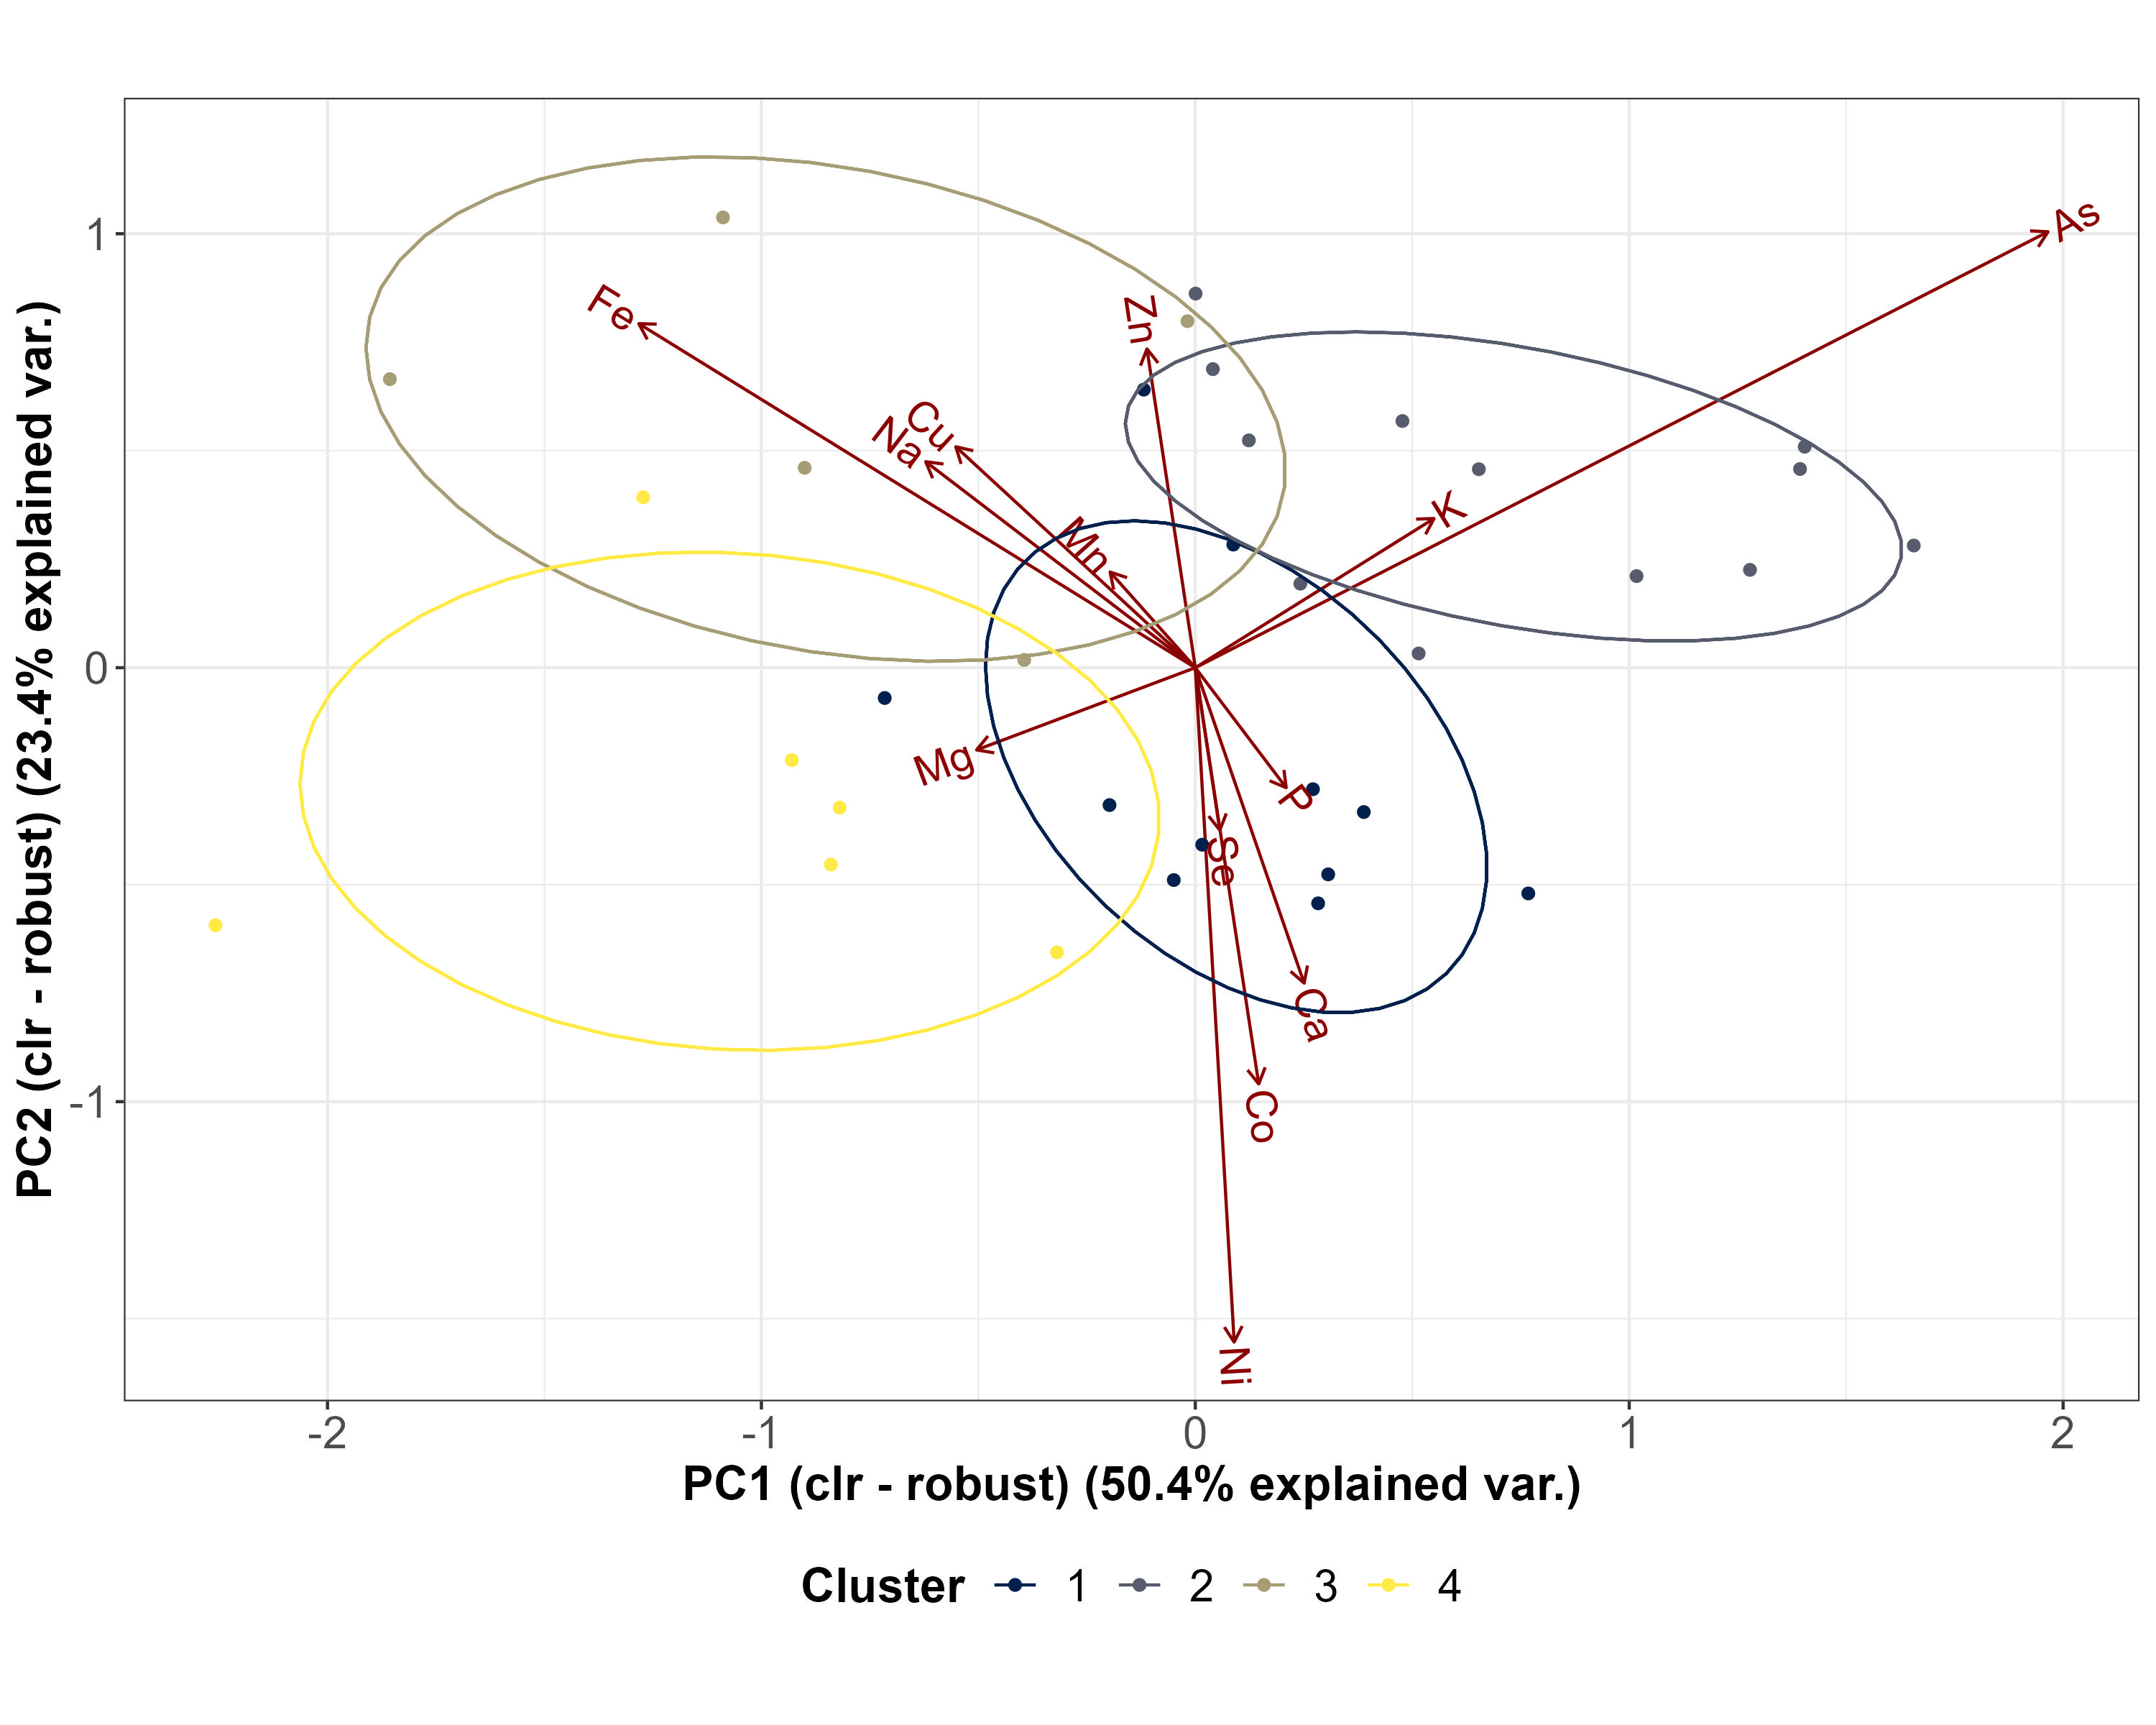 PC2 (clr - robust) (23.4% explained var.)
1
0
-1
As
Fe
Zn
Cu
Na
K
Mn
Mg
P
Se
Ca
Co
Ni
-2
-1
0
1
2
PC1 (clr - robust) (50.4% explained var.)
Cluster 1 2 3 4